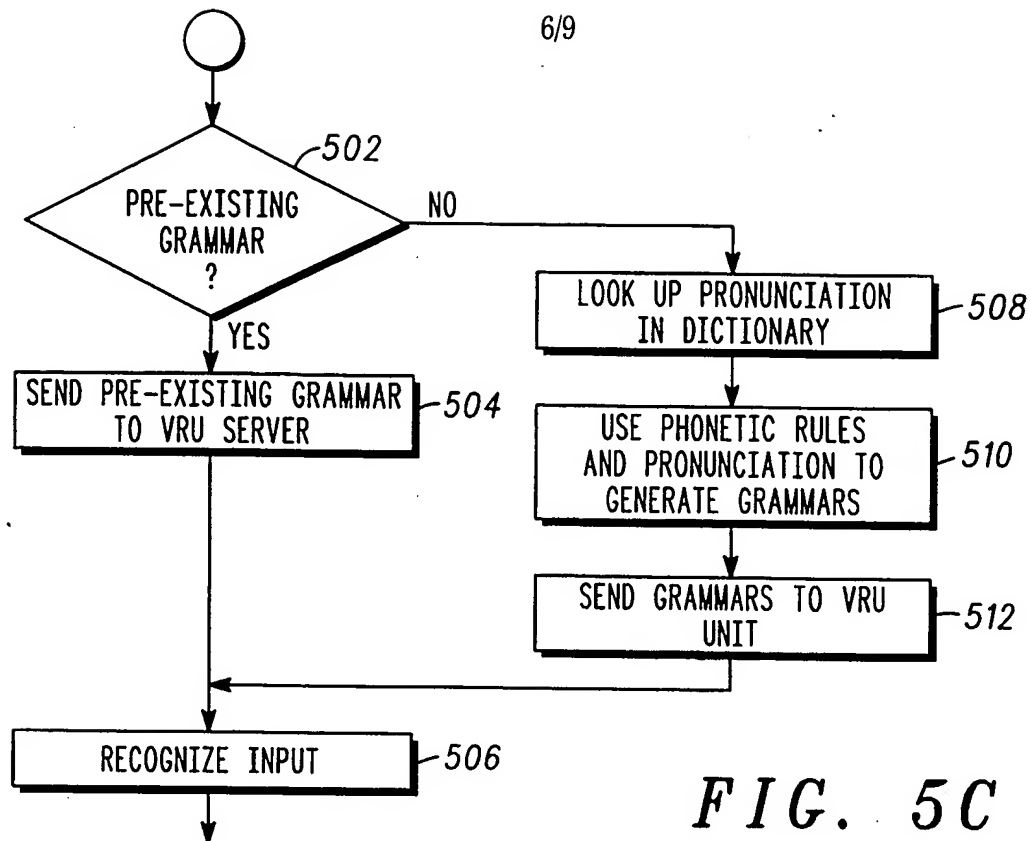 6/9
502
PRE-EXISTING
GRAMMAR
?
NO
YES
LOOK UP PRONUNCIATION
IN DICTIONARY
508
SEND PRE-EXISTING GRAMMAR
TO VRU SERVER
504
USE PHONETIC RULES
AND PRONUNCIATION TO
GENERATE GRAMMARS
510
SEND GRAMMARS TO VRU
UNIT
512
RECOGNIZE INPUT
506
FIG. 5C